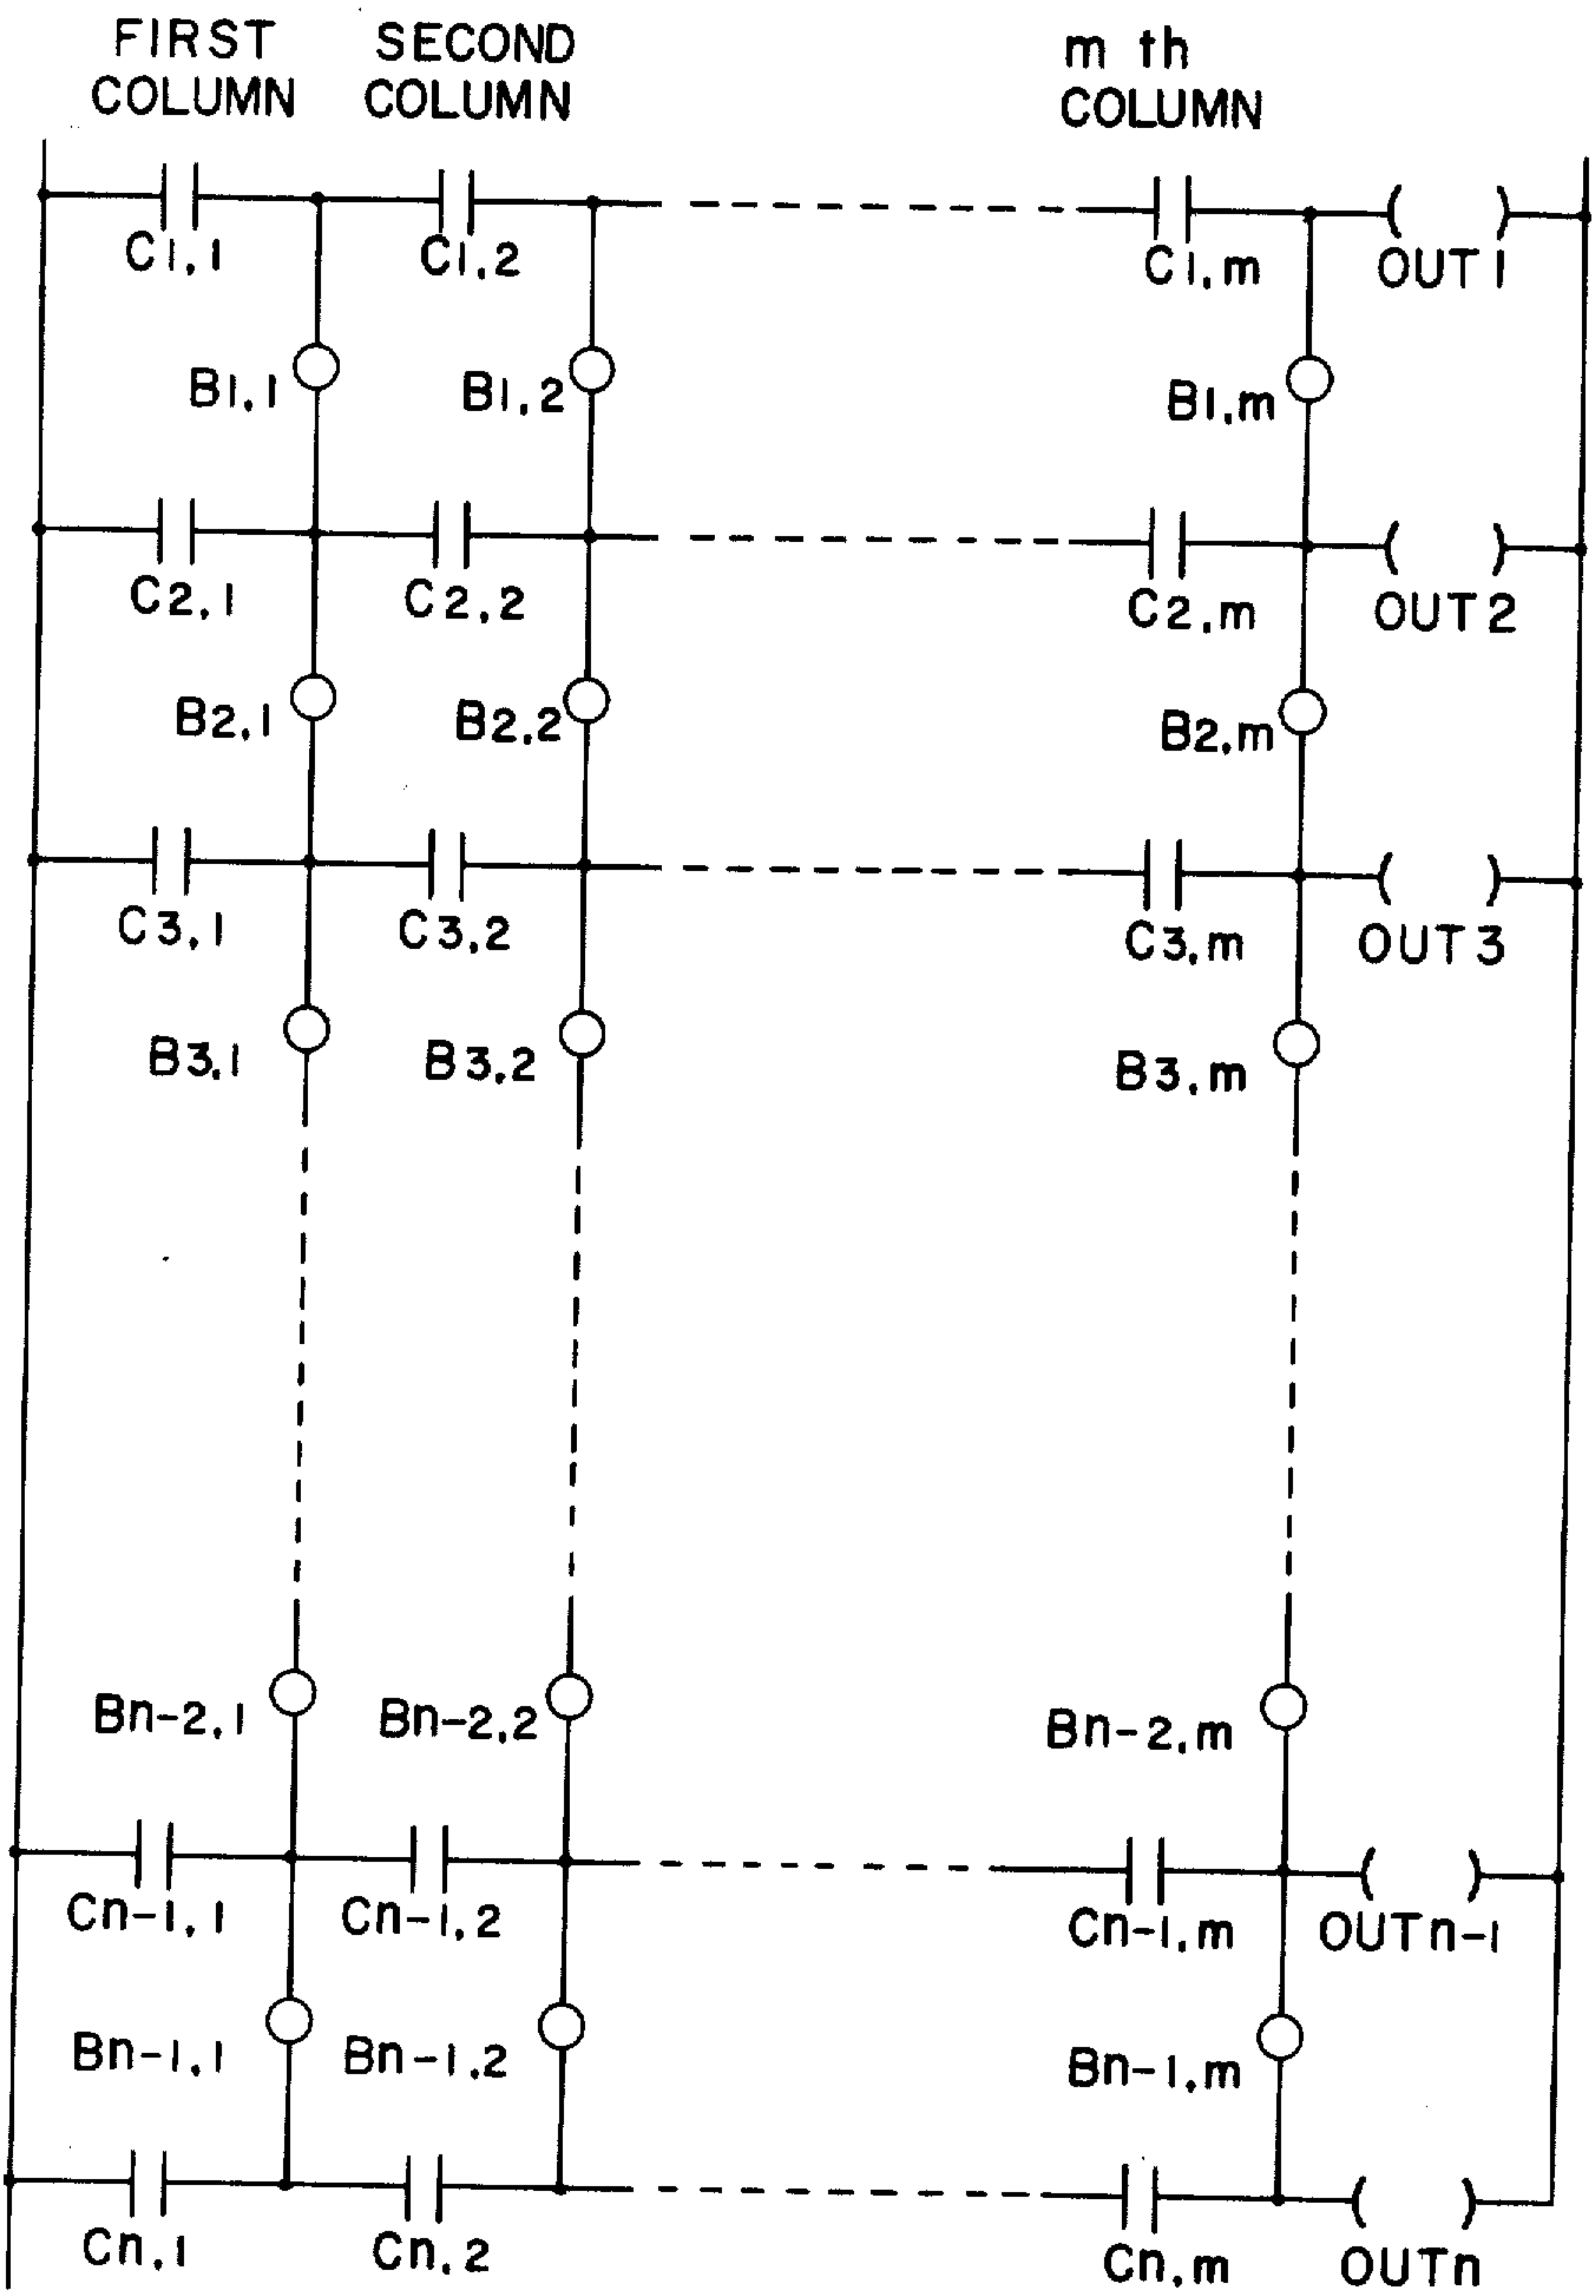 FIRST COLUMN
SECOND COLUMN
m th COLUMN
C1,1
C1,2
C1,m
OUT1
B1,1
B1,2
B1,m
C2,1
C2,2
C2,m
OUT2
B2,1
B2,2
B2,m
C3,1
C3,2
C3,m
OUT3
B3,1
B3,2
B3,m
Bn-2,1
Bn-2,2
Bn-2,m
Cn-1,1
Cn-1,2
Cn-1,m
OUTn-1
Bn-1,1
Bn-1,2
Bn-1,m
Cn,1
Cn,2
Cn,m
OUTn